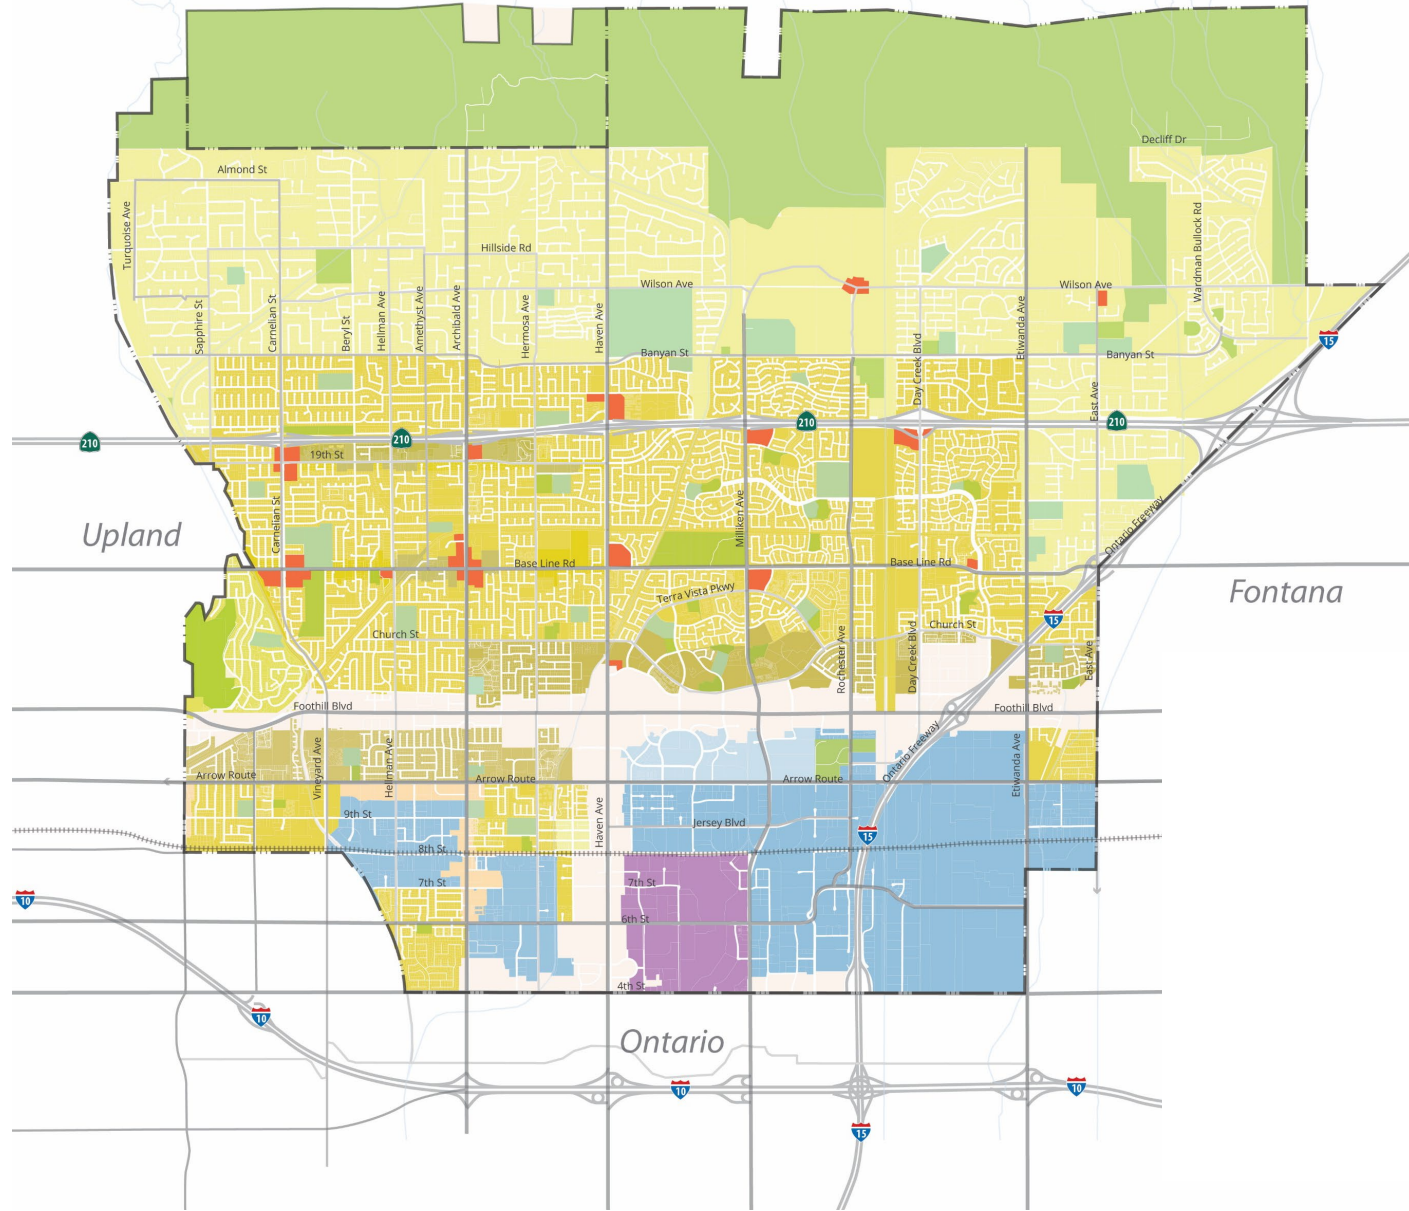 Decliff Dr
Almond St
Turquoise Ave
Wardman Bullock Rd
Hillside Rd
Wilson Ave
Wilson Ave
Sapphire St
Carnelian St
Beryl St
Hellman Ave
Amethyst Ave
Archibald Ave
Hermosa Ave
Haven Ave
Etiwanda Ave
15
Banyan St
Banyan St
Day Creek Blvd
East Ave
210
210
210
210
19th St
Carnelian St
Milliken Ave
Ontario Freeway
Upland
Base Line Rd
Base Line Rd
Fontana
Terra Vista Pkwy
15
Church St
Church St
Rochester Ave
Day Creek Blvd
East Ave
Foothill Blvd
Foothill Blvd
Ontario Freeway
Vineyard Ave
Hellman Ave
Etiwanda Ave
Arrow Route
Arrow Route
Arrow Route
Haven Ave
9th St
Jersey Blvd
15
8th St
7th St
7th St
10
6th St
4th St
10
Ontario
10
10
15